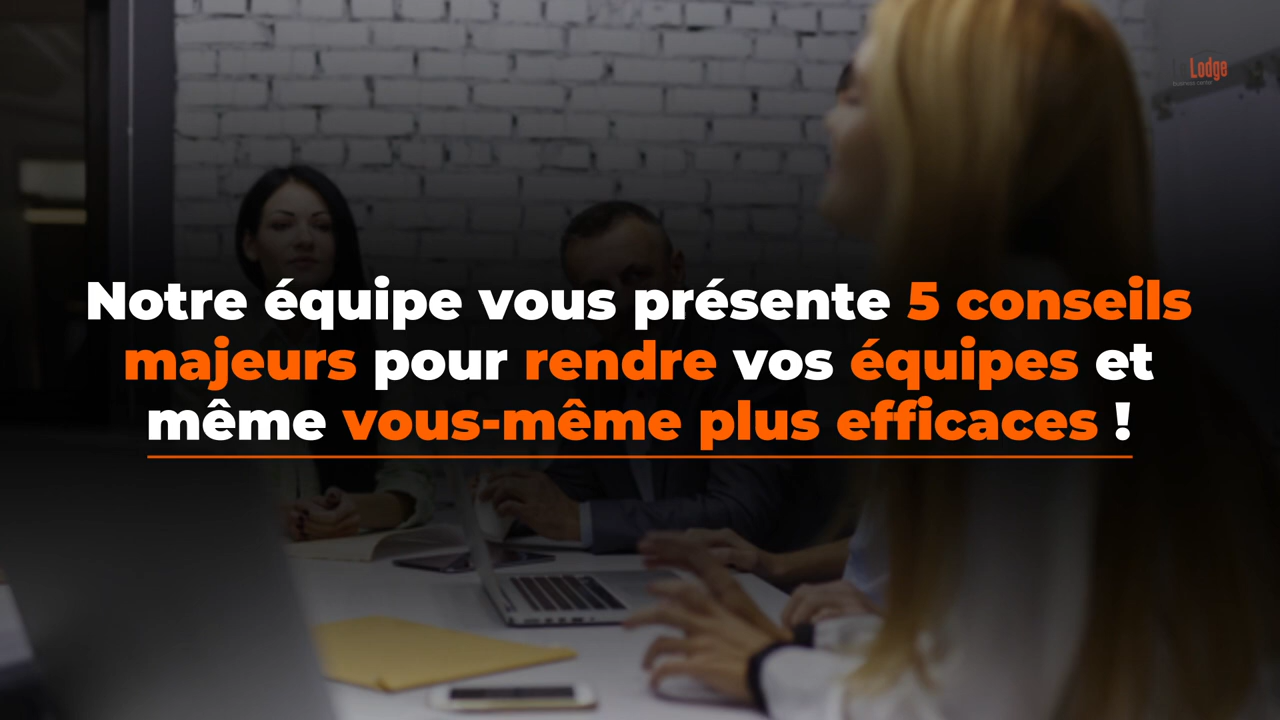 Lodge
Notre équipe vous présente 5 conseils
majeurs pour rendre vos équipes et
même vous-même plus efficaces !